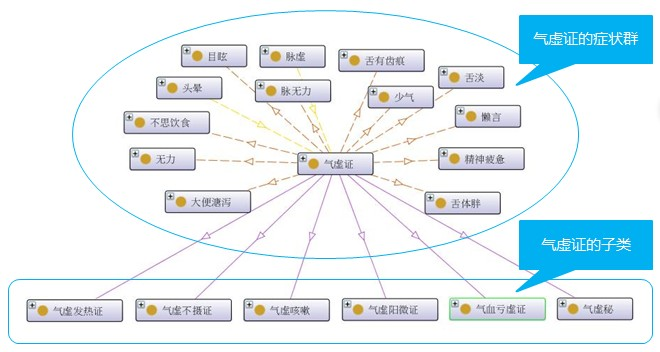 气虚证的症状群
目眩
脉虚
舌有齿痕
舌淡
头晕
脉无力
少气
不思饮食
懒言
无力
气虚证
精神疲惫
大便溏泻
舌体胖
气虚证的子类
气虚发热证
气虚不摄证
气虚咳嗽
气虚阳微证
气血亏虚证
气虚秘